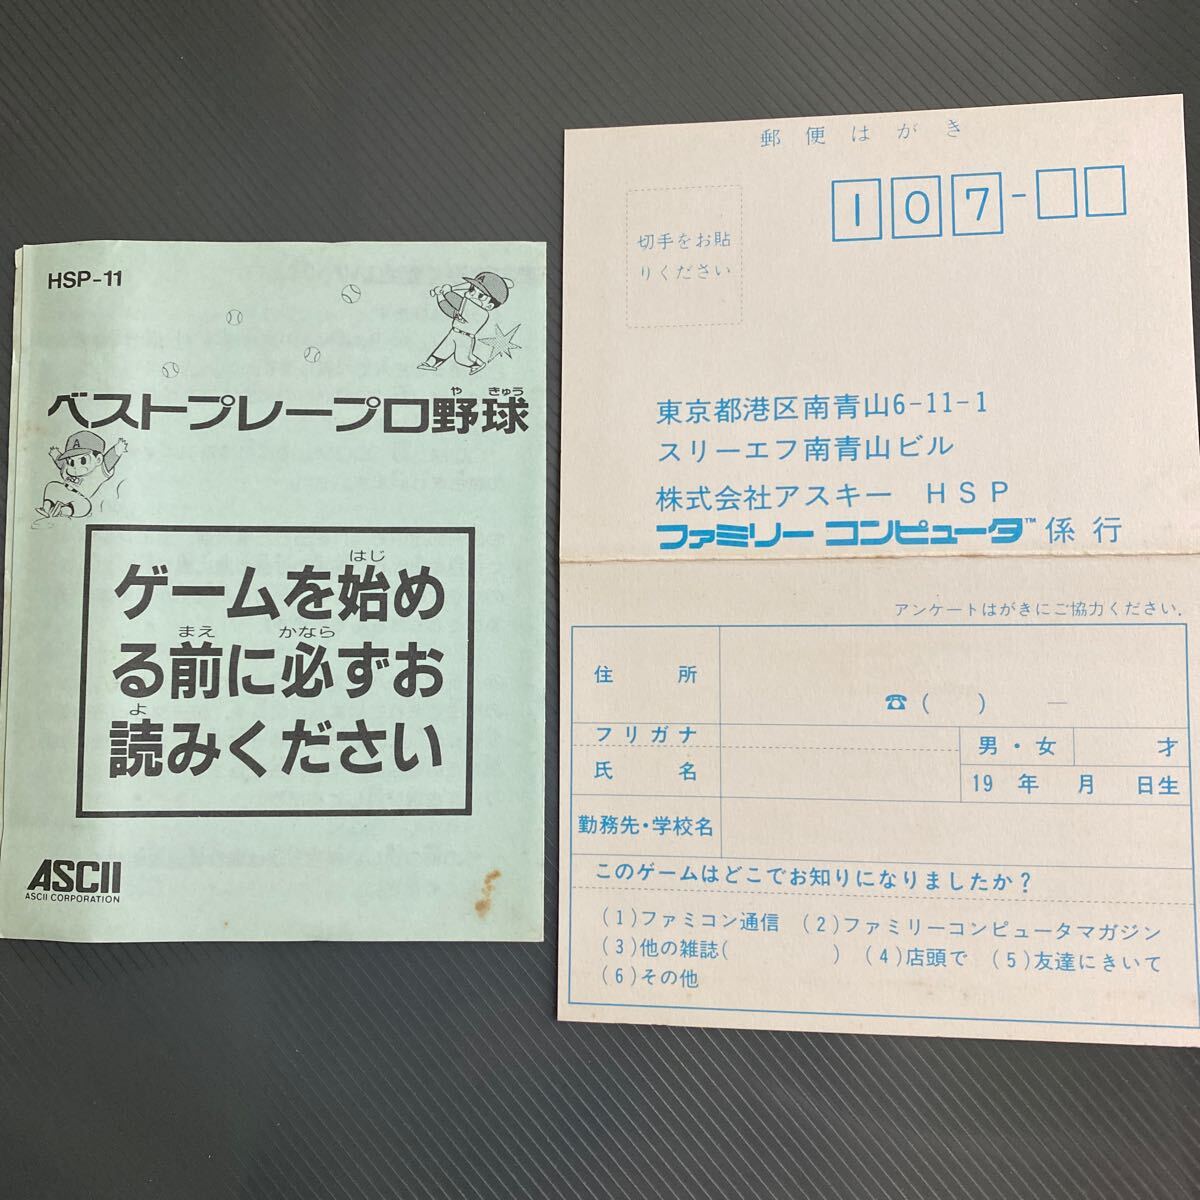 HSP-11
ベストプレープロ野球
や きゅう
ゲームを始め
はじ
る前に必ずお
まえ かなら
読みください
よ
ASCII
ASCII CORPORATION
郵便はがき
切手をお貼
りください
107-
東京都港区南青山6-11-1
スリーエフ南青山ビル
株式会社アスキー HSP
ファミリーコンピュータ™係行
アンケートはがきにご協力ください.
住所
☎( ) —
フリガナ
氏名
男・女 才
19 年 月 日生
勤務先・学校名
このゲームはどこでお知りになりましたか?
(1)ファミコン通信 (2)ファミリーコンピュータマガジン
(3)他の雑誌( ) (4)店頭で (5)友達にきいて
(6)その他